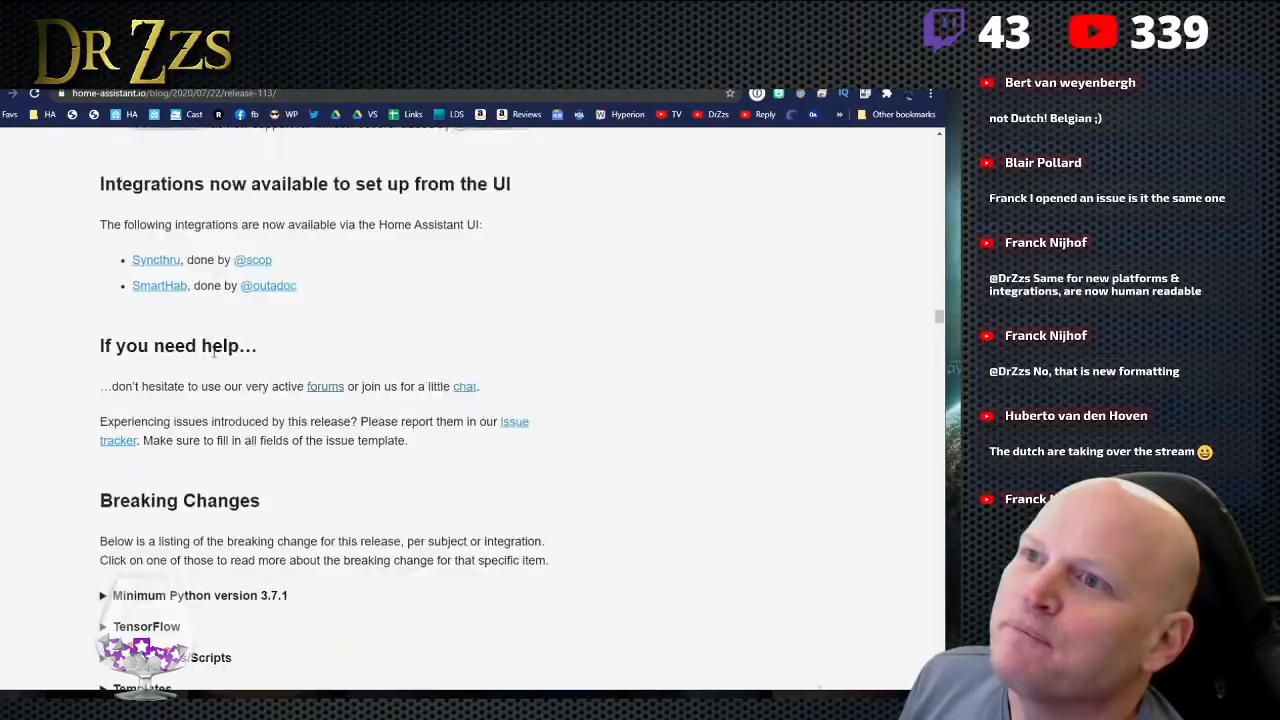 DR ZZS
43
339
home-assistant.io/blog/2020/07/22/release-113/
Favs
HA
HA
Cast
fb
WP
VS
Links
LDS
Reviews
Hyperion
TV
DrZzs
Reply
Other bookmarks
Integrations now available to set up from the UI
The following integrations are now available via the Home Assistant UI:
• Syncthru, done by @scop
• SmartHab, done by @outadoc
If you need help…
…don't hesitate to use our very active forums or join us for a little chat.
Experiencing issues introduced by this release? Please report them in our issue
tracker. Make sure to fill in all fields of the issue template.
Breaking Changes
Below is a listing of the breaking change for this release, per subject or integration.
Click on one of those to read more about the breaking change for that specific item.
Minimum Python version 3.7.1
TensorFlow
/Scripts
Templates
Bert van weyenbergh
not Dutch! Belgian ;)
Blair Pollard
Franck I opened an issue is it the same one
Franck Nijhof
@DrZzs Same for new platforms &
integrations, are now human readable
Franck Nijhof
@DrZzs No, that is new formatting
Huberto van den Hoven
The dutch are taking over the stream 😀
Franck